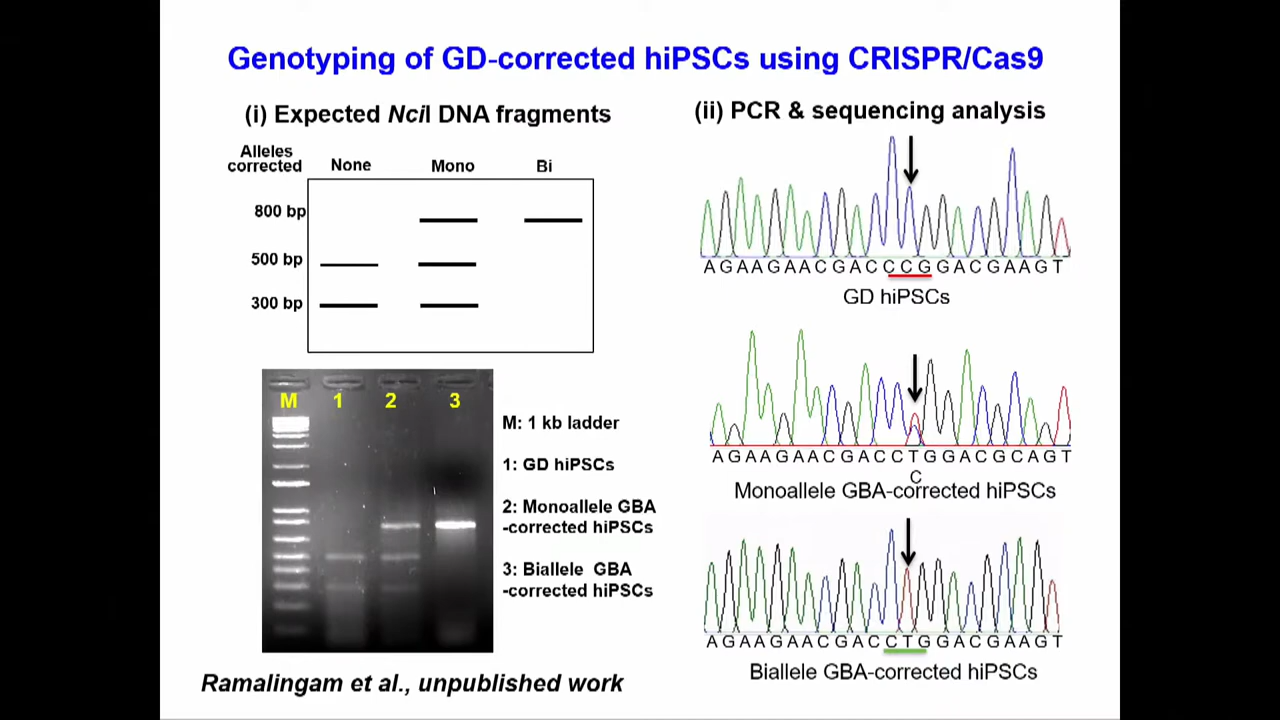 Genotyping of GD-corrected hiPSCs using CRISPR/Cas9
(i) Expected NciI DNA fragments
Alleles
corrected
None
Mono
Bi
800 bp
500 bp
300 bp
M
1
2
3
M: 1 kb ladder
1: GD hiPSCs
2: Monoallele GBA
-corrected hiPSCs
3: Biallele GBA
-corrected hiPSCs
Ramalingam et al., unpublished work
(ii) PCR & sequencing analysis
AGAAGAACGACCCGGACGAAGT
GD hiPSCs
AGAAGAACGACCTGGACGCAGT
C
Monoallele GBA-corrected hiPSCs
AGAAGAACGACCTGGACGAAGT
Biallele GBA-corrected hiPSCs